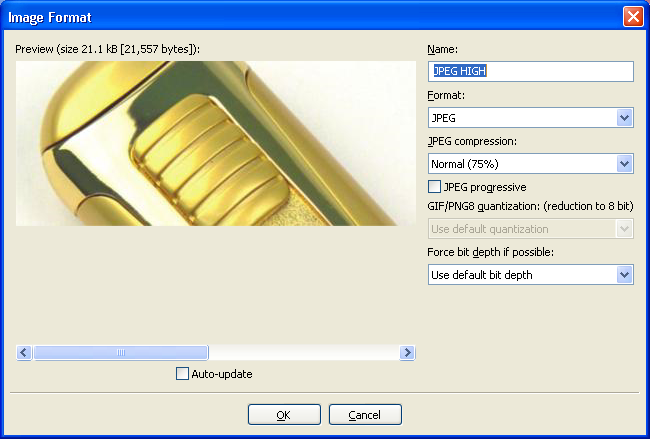 Image Format
Preview (size 21.1 kB [21,557 bytes]):
Name:
JPEG HIGH
Format:
JPEG
JPEG compression:
Normal (75%)
JPEG progressive
GIF/PNG8 quantization: (reduction to 8 bit)
Use default quantization
Force bit depth if possible:
Use default bit depth
Auto-update
OK
Cancel